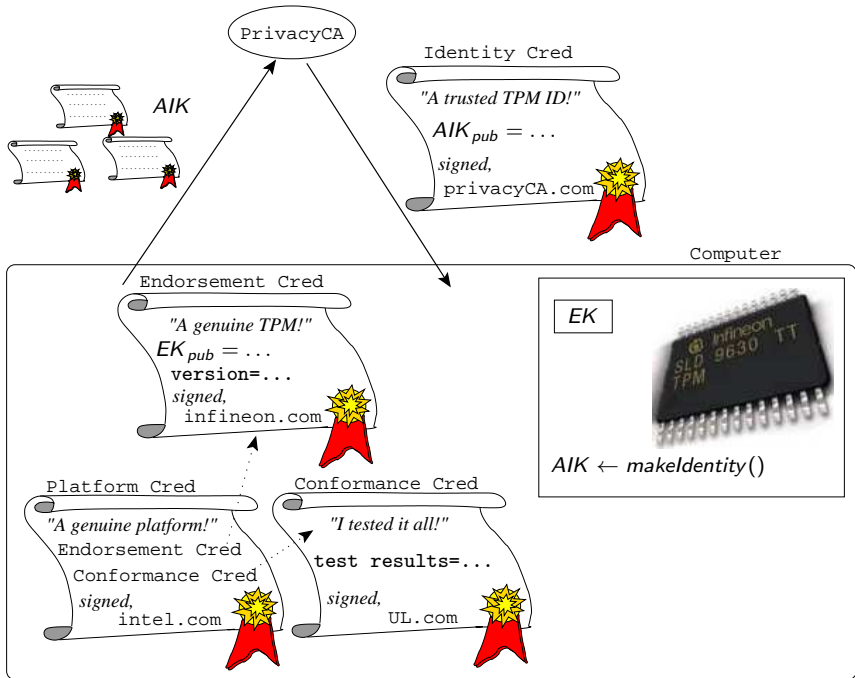 PrivacyCA
Identity Cred
"A trusted TPM ID!"
AIKpub = ...
signed,
privacyCA.com
AIK
Computer
Endorsement Cred
"A genuine TPM!"
EKpub = ...
version=...
signed,
infineon.com
EK
Infineon
SLD 9630 TT
TPM
AIK ← makeIdentity()
Platform Cred
"A genuine platform!"
Endorsement Cred
Conformance Cred
signed,
intel.com
Conformance Cred
"I tested it all!"
test results=...
signed,
UL.com